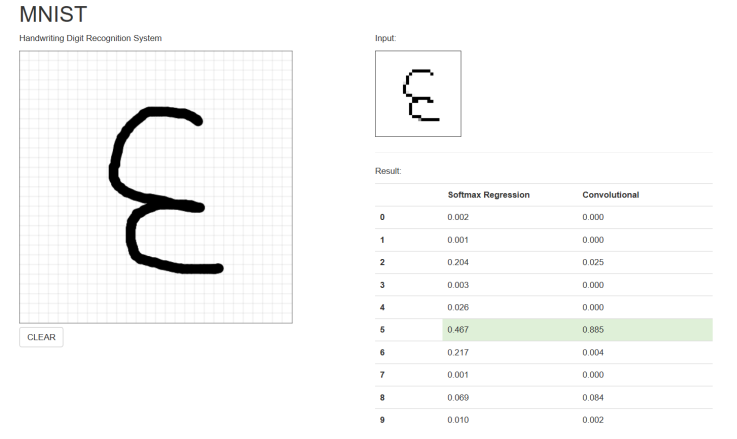 MNIST
Handwriting Digit Recognition System
Input:
CLEAR
Result:
Softmax Regression Convolutional
0 0.002 0.000
1 0.001 0.000
2 0.204 0.025
3 0.003 0.000
4 0.026 0.000
5 0.467 0.885
6 0.217 0.004
7 0.001 0.000
8 0.069 0.084
9 0.010 0.002